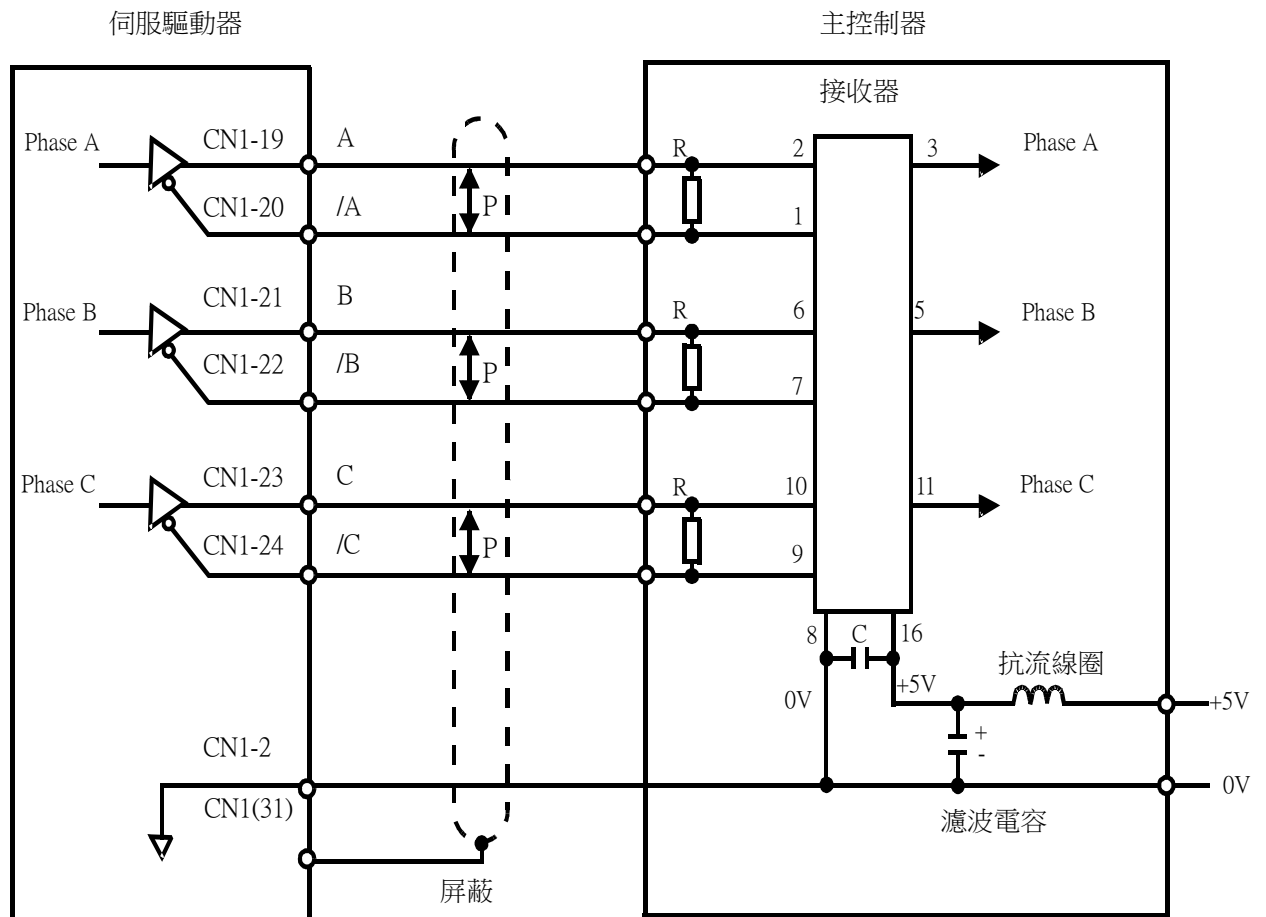 伺服驅動器
主控制器
接收器
Phase A
CN1-19
A
R
2
3
Phase A
P
CN1-20
/A
1
Phase B
CN1-21
B
R
6
5
Phase B
P
CN1-22
/B
7
Phase C
CN1-23
C
R
10
11
Phase C
P
CN1-24
/C
9
8
C
16
抗流線圈
0V
+5V
+5V
+
-
CN1-2
0V
CN1(31)
濾波電容
屏蔽